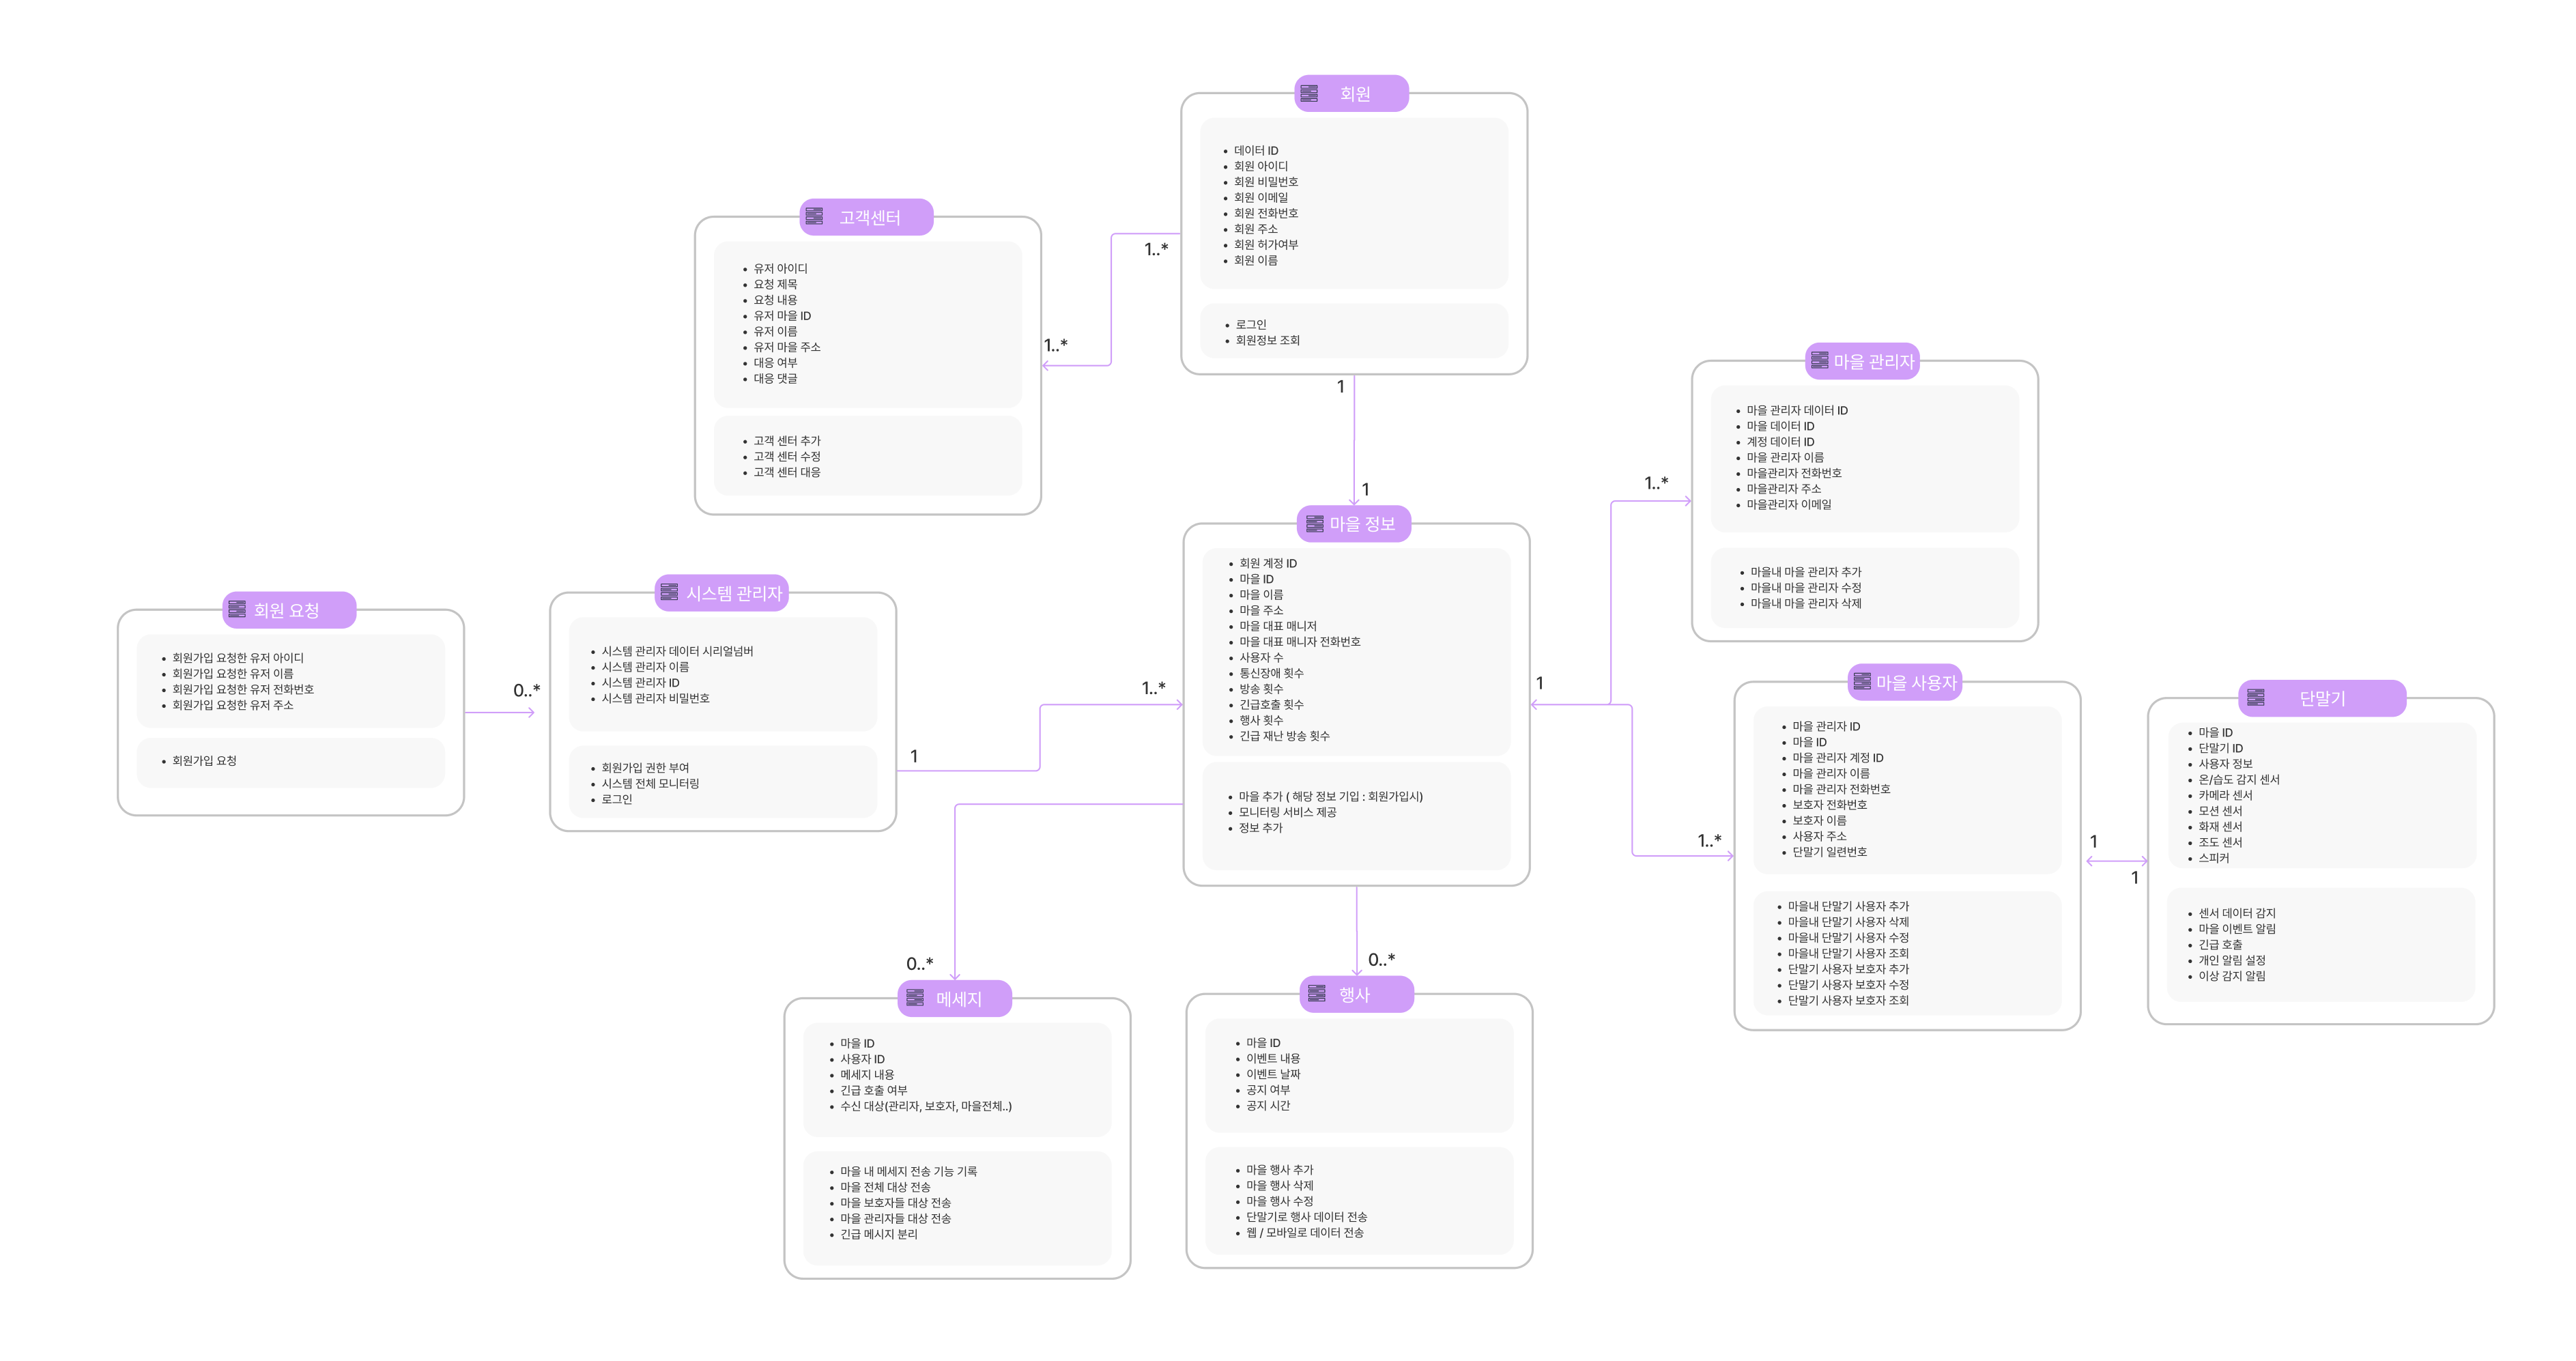 회원
데이터 ID
회원 아이디
회원 비밀번호
회원 이메일
회원 전화번호
회원 주소
회원 허가여부
회원 이름
로그인
회원정보 조회
1..*
1
고객센터
유저 아이디
요청 제목
요청 내용
유저 마을 ID
유저 이름
유저 마을 주소
대응 여부
대응 댓글
고객 센터 추가
고객 센터 수정
고객 센터 대응
1..*
마을 관리자
마을 관리자 데이터 ID
마을 데이터 ID
계정 데이터 ID
마을 관리자 이름
마을관리자 전화번호
마을관리자 주소
마을관리자 이메일
마을내 마을 관리자 추가
마을내 마을 관리자 수정
마을내 마을 관리자 삭제
1..*
1
마을 정보
회원 계정 ID
마을 ID
마을 이름
마을 주소
마을 대표 매니저
마을 대표 매니자 전화번호
사용자 수
통신장애 횟수
방송 횟수
긴급호출 횟수
행사 횟수
긴급 재난 방송 횟수
마을 추가 ( 해당 정보 기입 : 회원가입시)
모니터링 서비스 제공
정보 추가
1..*
1
회원 요청
회원가입 요청한 유저 아이디
회원가입 요청한 유저 이름
회원가입 요청한 유저 전화번호
회원가입 요청한 유저 주소
회원가입 요청
0..*
시스템 관리자
시스템 관리자 데이터 시리얼넘버
시스템 관리자 이름
시스템 관리자 ID
시스템 관리자 비밀번호
회원가입 권한 부여
시스템 전체 모니터링
로그인
1
마을 사용자
마을 관리자 ID
마을 ID
마을 관리자 계정 ID
마을 관리자 이름
마을 관리자 전화번호
보호자 전화번호
보호자 이름
사용자 주소
단말기 일련번호
마을내 단말기 사용자 추가
마을내 단말기 사용자 삭제
마을내 단말기 사용자 수정
마을내 단말기 사용자 조회
단말기 사용자 보호자 추가
단말기 사용자 보호자 수정
단말기 사용자 보호자 조회
1..*
1
1
단말기
마을 ID
단말기 ID
사용자 정보
온/습도 감지 센서
카메라 센서
모션 센서
화재 센서
조도 센서
스피커
센서 데이터 감지
마을 이벤트 알림
긴급 호출
개인 알림 설정
이상 감지 알림
0..*
메세지
마을 ID
사용자 ID
메세지 내용
긴급 호출 여부
수신 대상(관리자, 보호자, 마을전체..)
마을 내 메세지 전송 기능 기록
마을 전체 대상 전송
마을 보호자들 대상 전송
마을 관리자들 대상 전송
긴급 메시지 분리
0..*
행사
마을 ID
이벤트 내용
이벤트 날짜
공지 여부
공지 시간
마을 행사 추가
마을 행사 삭제
마을 행사 수정
단말기로 행사 데이터 전송
웹 / 모바일로 데이터 전송